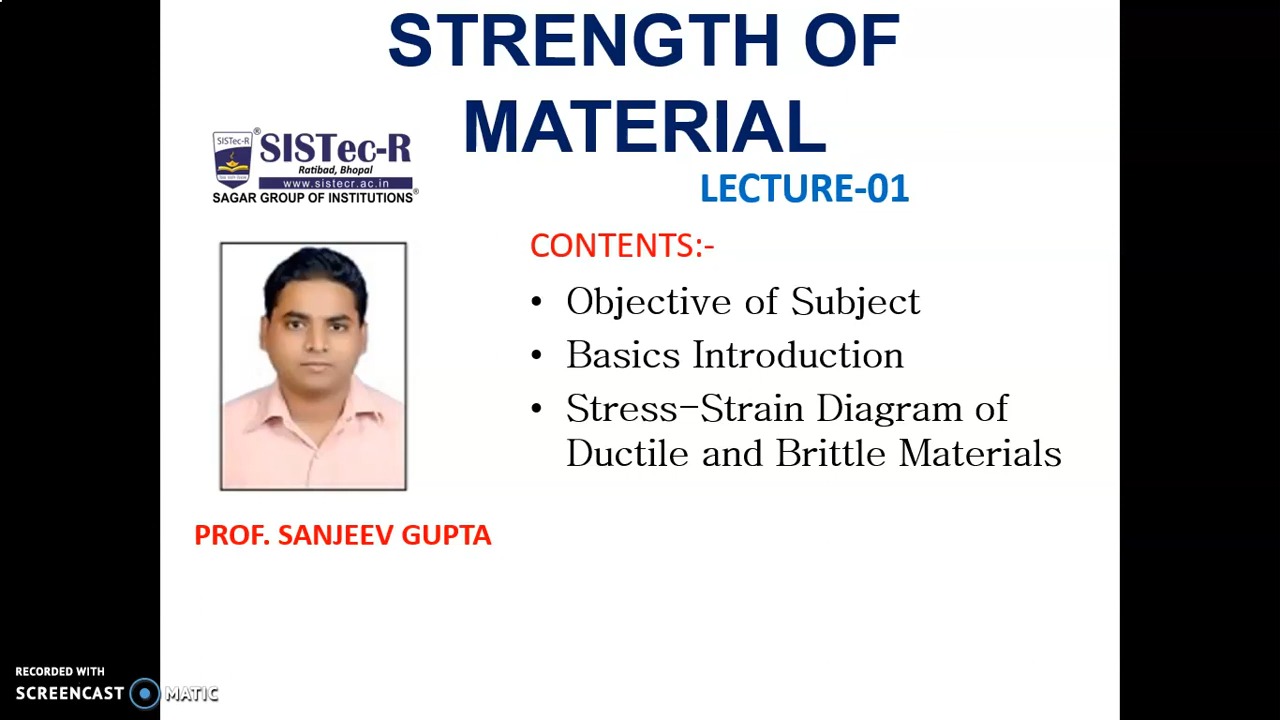 STRENGTH OF
MATERIAL
SISTec-R®
SISTec-R
Ratibad, Bhopal
www.sistecr.ac.in
SAGAR GROUP OF INSTITUTIONS®
LECTURE-01
CONTENTS:-
• Objective of Subject
• Basics Introduction
• Stress-Strain Diagram of
Ductile and Brittle Materials
PROF. SANJEEV GUPTA
RECORDED WITH
SCREENCAST MATIC